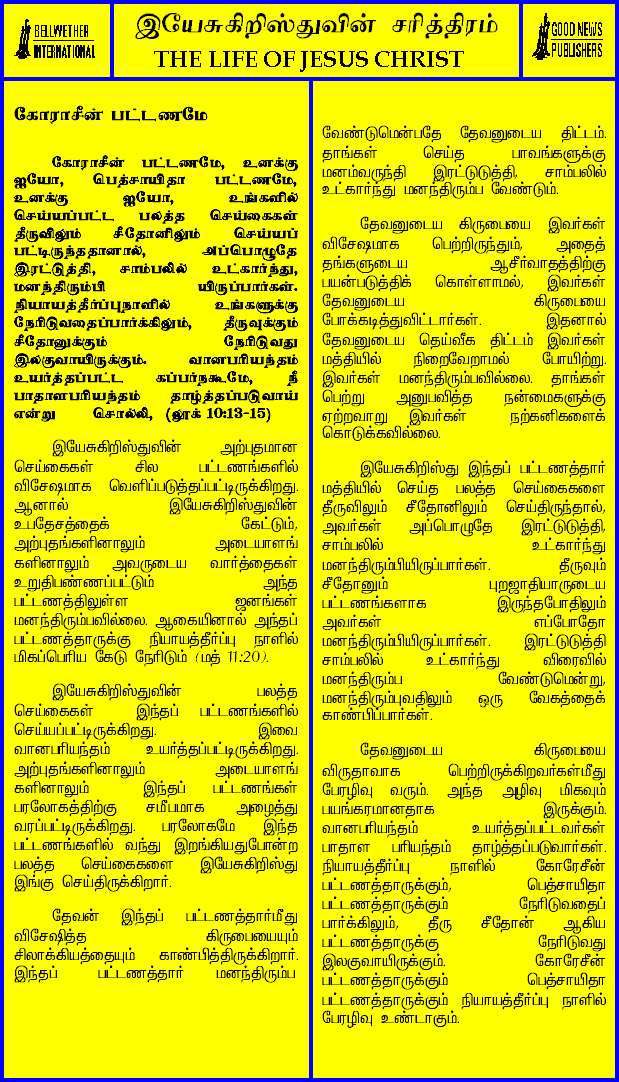 BELLWETHER
INTERNATIONAL
இயேசுகிறிஸ்துவின் சரித்திரம்
THE LIFE OF JESUS CHRIST
GOOD NEWS
PUBLISHERS
கோராசீன் பட்டணமே
கோராசீன் பட்டணமே, உனக்கு
ஐயோ, பெத்சாயிதா பட்டணமே,
உனக்கு ஐயோ, உங்களில்
செய்யப்பட்ட பலத்த செய்கைகள்
தீருவிலும் சீதோனிலும் செய்யப்
பட்டிருந்ததானால், அப்பொழுதே
இரட்டுத்தி, சாம்பலில் உட்கார்ந்து,
மனந்திரும்பி யிருப்பார்கள்.
நியாயத்தீர்ப்புநாளில் உங்களுக்கு
நேரிடுவதைப்பார்க்கிலும், தீருவுக்கும்
சீதோனுக்கும் நேரிடுவது
இலகுவாயிருக்கும். வானபரியந்தம்
உயர்த்தப்பட்ட கப்பர்நகூமே, நீ
பாதாளபரியந்தம் தாழ்த்தப்படுவாய்
என்று சொல்லி, (லூக் 10:13-15)
இயேசுகிறிஸ்துவின் அற்புதமான
செய்கைகள் சில பட்டணங்களில்
விசேஷமாக வெளிப்படுத்தப்பட்டிருக்கிறது.
ஆனால் இயேசுகிறிஸ்துவின்
உபதேசத்தைக் கேட்டும்,
அற்புதங்களினாலும் அடையாளங்
களினாலும் அவருடைய வார்த்தைகள்
உறுதிபண்ணப்பட்டும் அந்த
பட்டணத்திலுள்ள ஜனங்கள்
மனந்திரும்பவில்லை. ஆகையினால் அந்தப்
பட்டணத்தாருக்கு நியாயத்தீர்ப்பு நாளில்
மிகப்பெரிய கேடு நேரிடும் (மத் 11:20).
இயேசுகிறிஸ்துவின் பலத்த
செய்கைகள் இந்தப் பட்டணங்களில்
செய்யப்பட்டிருக்கிறது. இவை
வானபரியந்தம் உயர்த்தப்பட்டிருக்கிறது.
அற்புதங்களினாலும் அடையாளங்
களினாலும் இந்தப் பட்டணங்கள்
பரலோகத்திற்கு சமீபமாக அழைத்து
வரப்பட்டிருக்கிறது. பரலோகமே இந்த
பட்டணங்களில் வந்து இறங்கியதுபோன்ற
பலத்த செய்கைகளை இயேசுகிறிஸ்து
இங்கு செய்திருக்கிறார்.
தேவன் இந்தப் பட்டணத்தார்மீது
விசேஷித்த கிருபையையும்
சிலாக்கியத்தையும் காண்பித்திருக்கிறார்.
இந்தப் பட்டணத்தார் மனந்திரும்ப
வேண்டுமென்பதே தேவனுடைய திட்டம்.
தாங்கள் செய்த பாவங்களுக்கு
மனம்வருந்தி இரட்டுடுத்தி, சாம்பலில்
உட்கார்ந்து மனந்திரும்ப வேண்டும்.
தேவனுடைய கிருபையை இவர்கள்
விசேஷமாக பெற்றிருந்தும், அதைத்
தங்களுடைய ஆசீர்வாதத்திற்கு
பயன்படுத்திக் கொள்ளாமல், இவர்கள்
தேவனுடைய கிருபையை
போக்கடித்துவிட்டார்கள். இதனால்
தேவனுடைய தெய்வீக திட்டம் இவர்கள்
மத்தியில் நிறைவேறாமல் போயிற்று.
இவர்கள் மனந்திரும்பவில்லை. தாங்கள்
பெற்று அனுபவித்த நன்மைகளுக்கு
ஏற்றவாறு இவர்கள் நற்கனிகளைக்
கொடுக்கவில்லை.
இயேசுகிறிஸ்து இந்தப் பட்டணத்தார்
மத்தியில் செய்த பலத்த செய்கைகளை
தீருவிலும் சீதோனிலும் செய்திருந்தால்,
அவர்கள் அப்பொழுதே இரட்டுடுத்தி,
சாம்பலில் உட்கார்ந்து
மனந்திரும்பியிருப்பார்கள். தீருவும்
சீதோனும் புறஜாதியாருடைய
பட்டணங்களாக இருந்தபோதிலும்
அவர்கள் எப்போதோ
மனந்திரும்பியிருப்பார்கள். இரட்டுடுத்தி
சாம்பலில் உட்கார்ந்து விரைவில்
மனந்திரும்ப வேண்டுமென்று,
மனந்திரும்புவதிலும் ஒரு வேகத்தைக்
காண்பிப்பார்கள்.
தேவனுடைய கிருபையை
விருதாவாக பெற்றிருக்கிறவர்கள்மீது
பேரழிவு வரும். அந்த அழிவு மிகவும்
பயங்கரமானதாக இருக்கும்.
வானபரியந்தம் உயர்த்தப்பட்டவர்கள்
பாதாள பரியந்தம் தாழ்த்தப்படுவார்கள்.
நியாயத்தீர்ப்பு நாளில் கோரேசீன்
பட்டணத்தாருக்கும், பெத்சாயிதா
பட்டணத்தாருக்கும் நேரிடுவதைப்
பார்க்கிலும், தீரு சீதோன் ஆகிய
பட்டணத்தாருக்கு நேரிடுவது
இலகுவாயிருக்கும். கோரேசீன்
பட்டணத்தாருக்கும் பெத்சாயிதா
பட்டணத்தாருக்கும் நியாயத்தீர்ப்பு நாளில்
பேரழிவு உண்டாகும்.